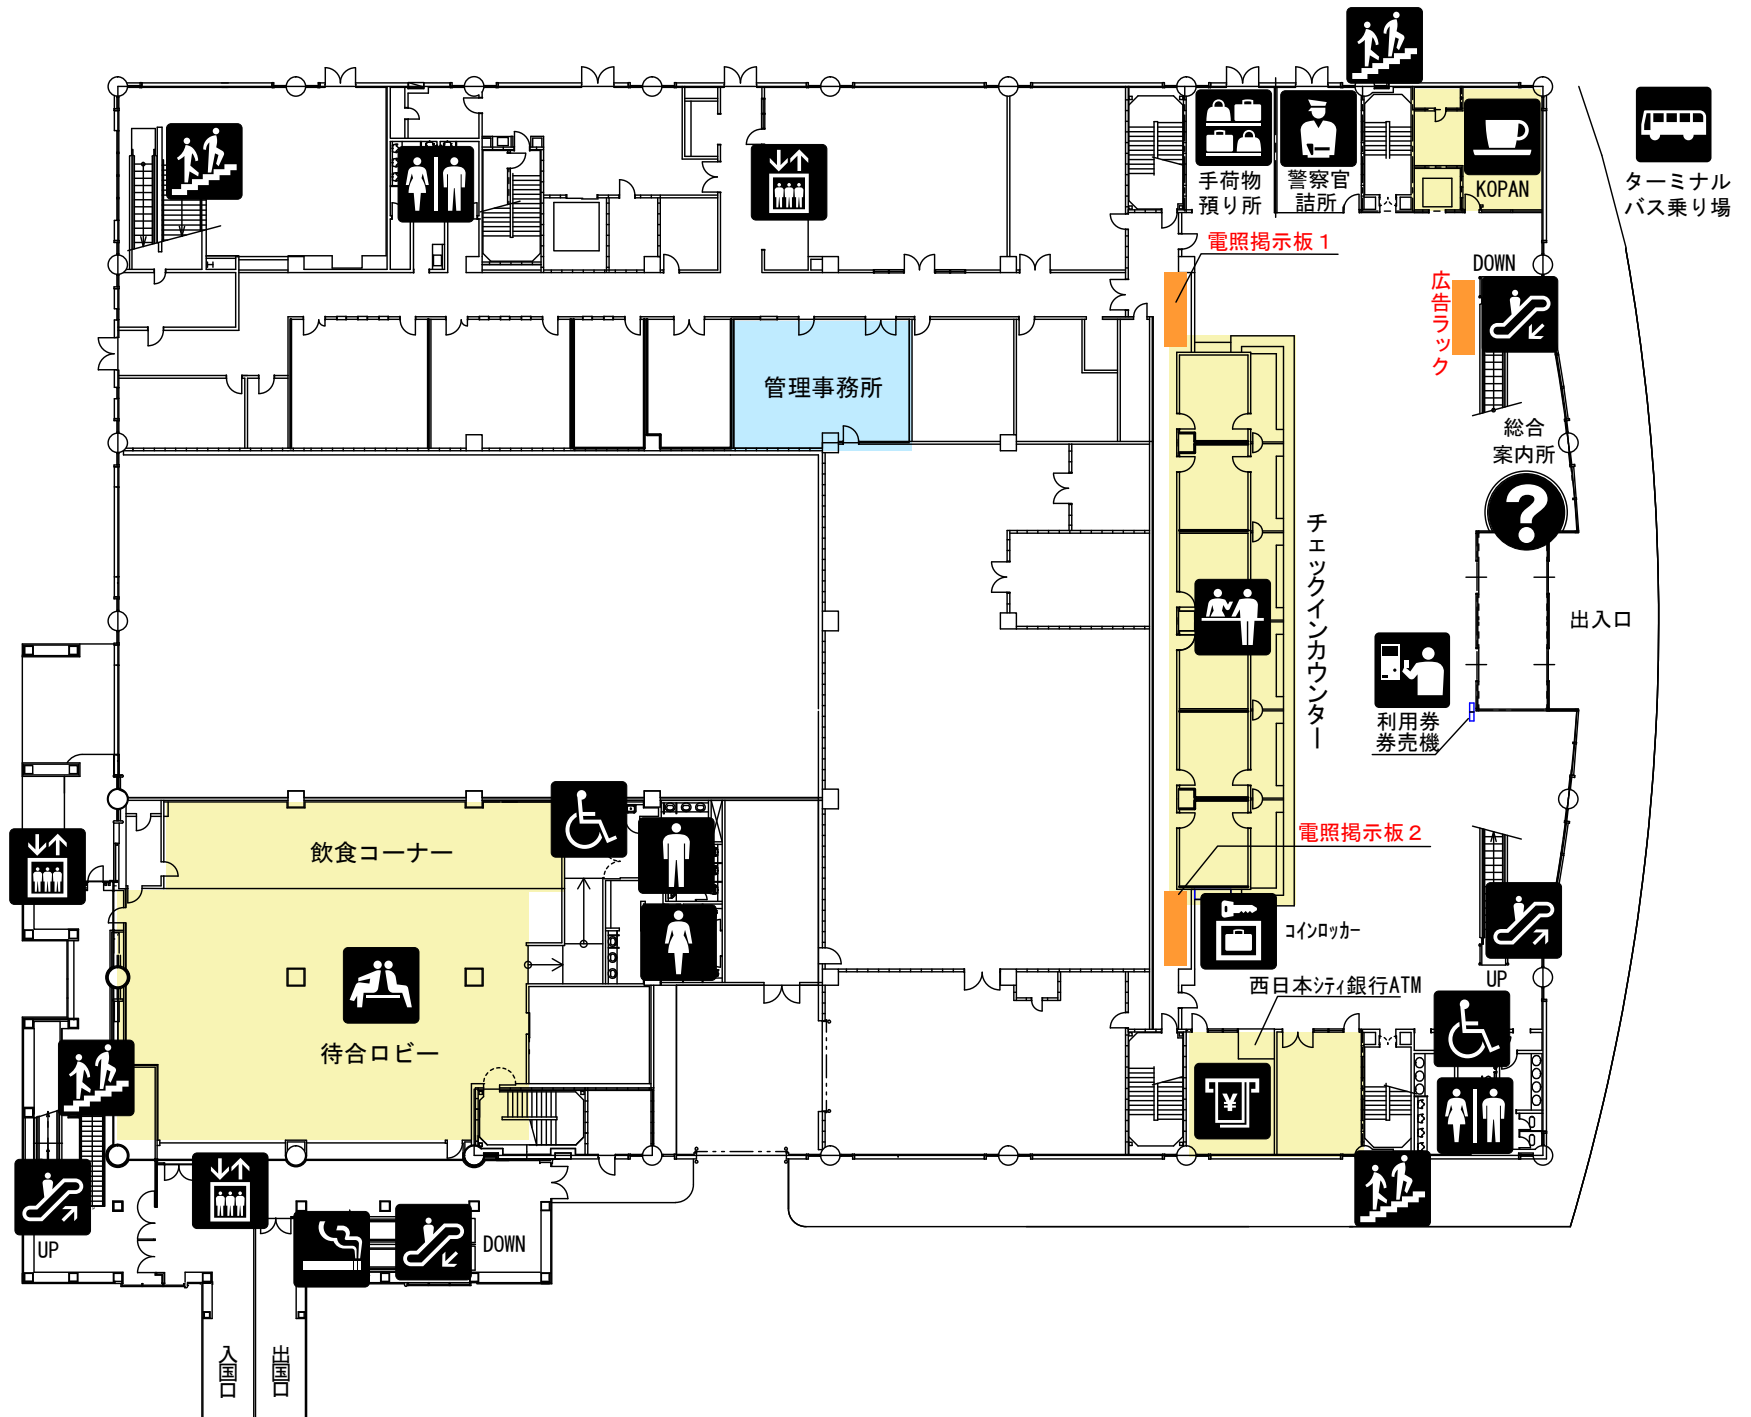 手荷物
預り所
警察官
詰所
KOPAN
ターミナル
バス乗り場
電照掲示板1
DOWN
広告ラック
管理事務所
総合
案内所
?
チェックインカウンター
出入口
利用券
券売機
電照掲示板2
飲食コーナー
コインロッカー
西日本シティ銀行ATM
UP
待合ロビー
¥
UP
DOWN
入国口
出国口